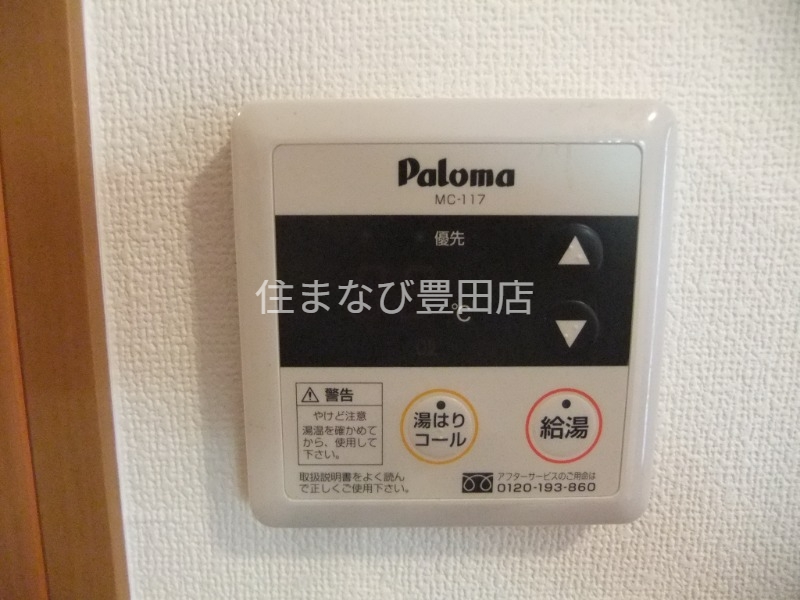 Paloma
MC-117
優先
住まなび豊田店
℃
警告
やけど注意
湯温を確かめて
から、使用して
下さい。
湯はり
コール
給湯
取扱説明書をよく読ん
で正しくご使用下さい。
アフターサービスのご用命は
0120-193-860